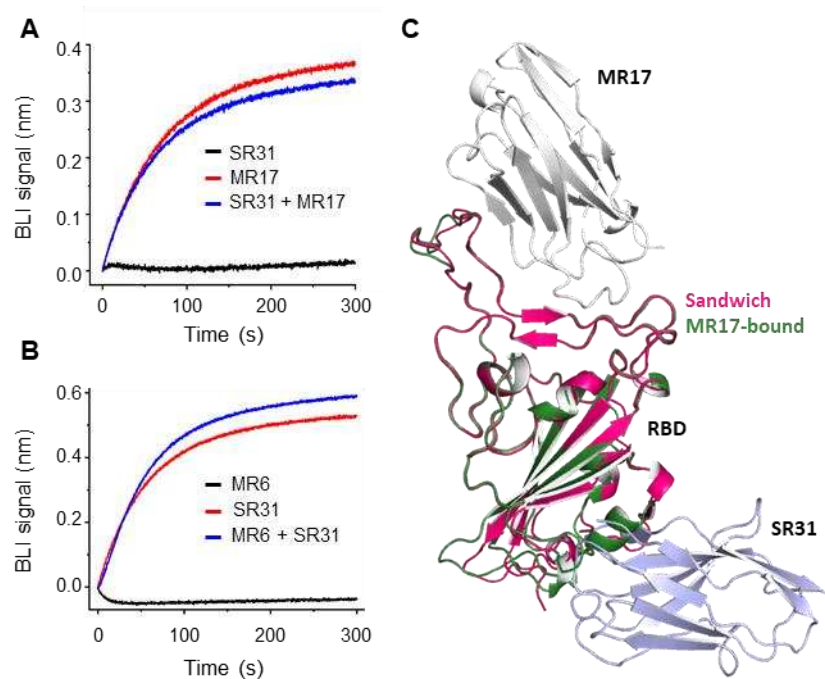 A
BLI signal (nm)
0.4
0.3
0.2
0.1
0.0
SR31
MR17
SR31 + MR17
0
100
200
300
Time (s)
B
BLI signal (nm)
0.6
0.4
0.2
0.0
MR6
SR31
MR6 + SR31
0
100
200
300
Time (s)
C
MR17
Sandwich
MR17-bound
RBD
SR31